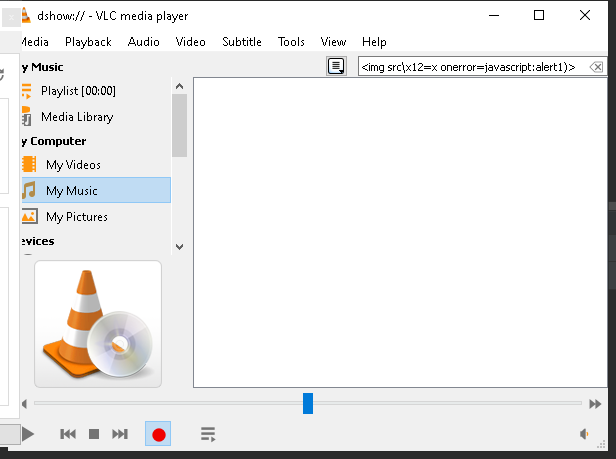 dshow:// - VLC media player
Media Playback Audio Video Subtitle Tools View Help
y Music
<img src\x12=x onerror=javascript:alert1)>
Playlist [00:00]
Media Library
y Computer
My Videos
My Music
My Pictures
evices